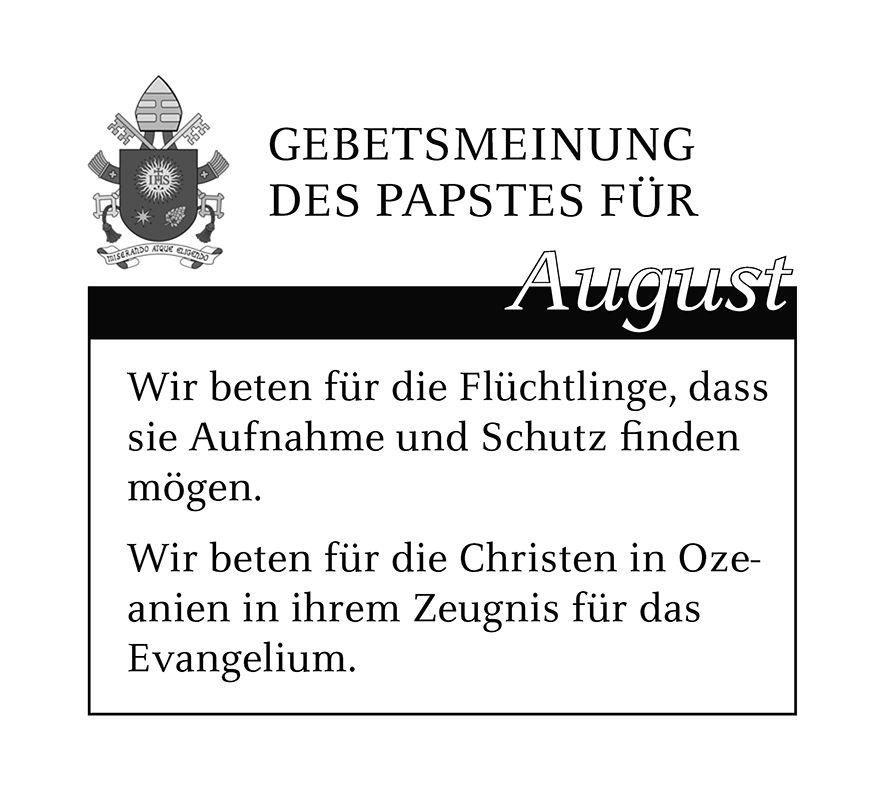 IHS
MISERANDO ATQUE ELIGENDO
GEBETSMEINUNG
DES PAPSTES FÜR
August
Wir beten für die Flüchtlinge, dass
sie Aufnahme und Schutz finden
mögen.
Wir beten für die Christen in Oze-
anien in ihrem Zeugnis für das
Evangelium.